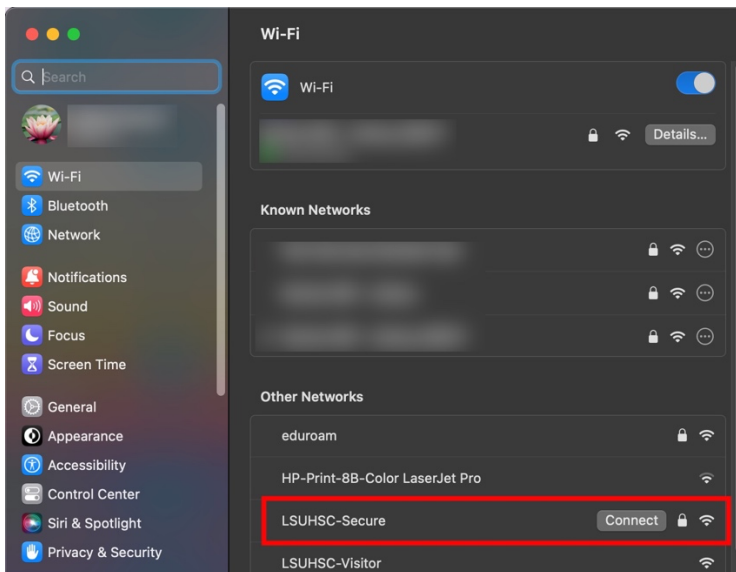 Wi-Fi
Search
Wi-Fi
Details...
Wi-Fi
Bluetooth
Network
Known Networks
Notifications
Sound
Focus
Screen Time
Other Networks
General
eduroam
Appearance
Accessibility
HP-Print-8B-Color LaserJet Pro
Control Center
LSUHSC-Secure Connect
Siri & Spotlight
Privacy & Security
LSUHSC-Visitor